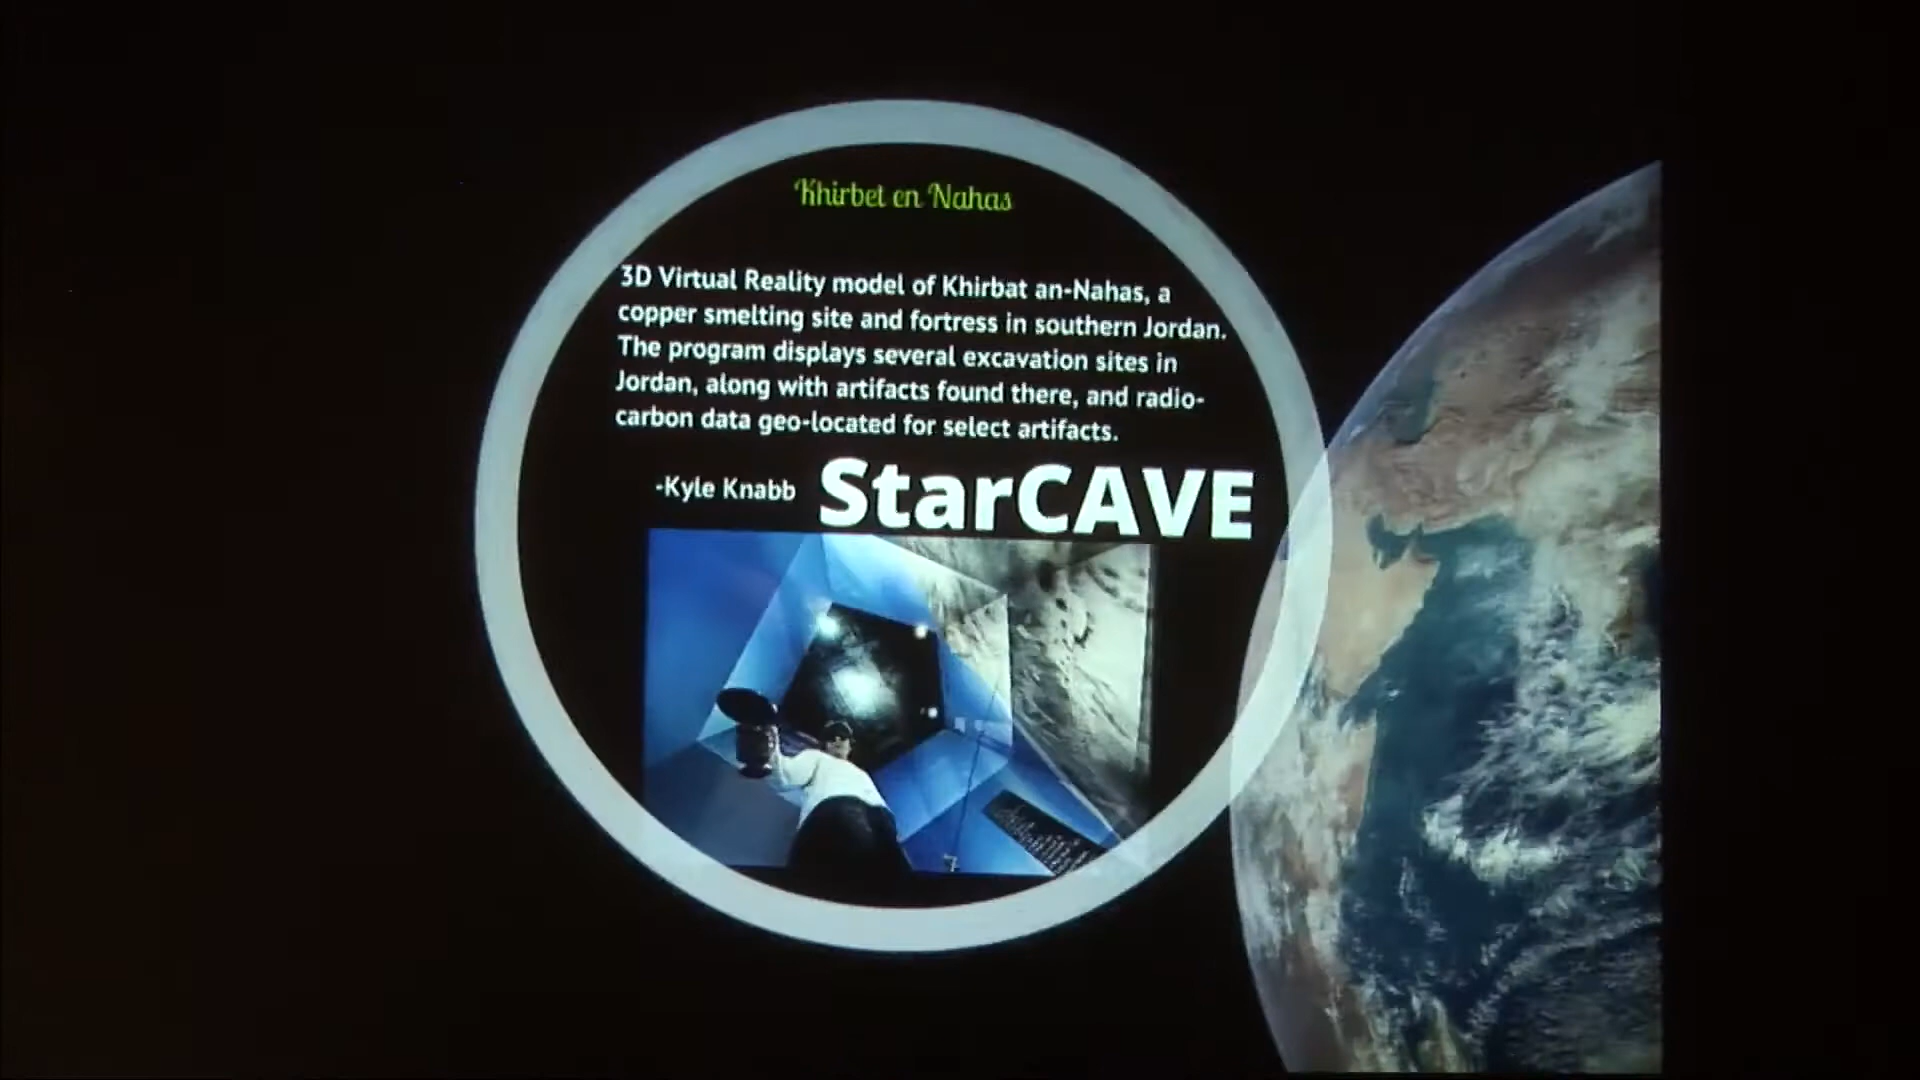 Khirbet en Nahas
3D Virtual Reality model of Khirbat an-Nahas, a
copper smelting site and fortress in southern Jordan.
The program displays several excavation sites in
Jordan, along with artifacts found there, and radio-
carbon data geo-located for select artifacts.
-Kyle Knabb
StarCAVE